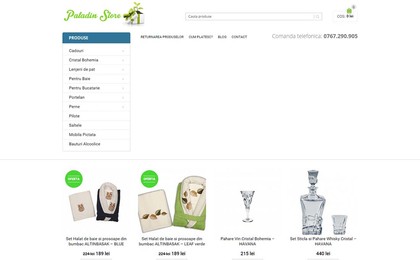 Paladin Store
Cauta produse
COS: 0 lei
PRODUSE
RETURNAREA PRODUSELOR CUM PLATESC? BLOG CONTACT
Comanda telefonica: 0767.290.905
Cadouri
Cristal Bohemia
Lenjerii de pat
Pentru Baie
Pentru Bucatarie
Portelan
Perne
Pilote
Saltele
Mobila Pictata
Bauturi Alcoolice
OFERTA
OFERTA
Set Halat de baie si prosoape din bumbac ALTINBASAK – BLUE
224 lei 189 lei
Set Halat de baie si prosoape din bumbac ALTINBASAK – LEAF verde
224 lei 189 lei
Pahare Vin Cristal Bohemia – HAVANA
215 lei
Set Sticla si Pahare Whisky Cristal – HAVANA
440 lei